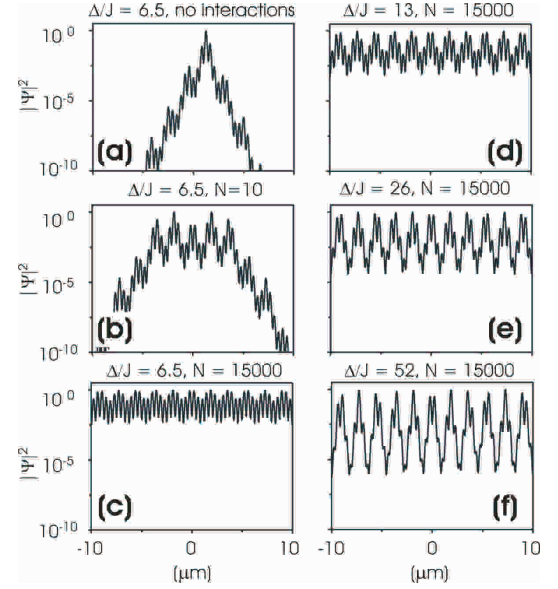 Δ/J = 6.5, no interactions
|Ψ|²
10⁰
10⁻⁵
10⁻¹⁰
(a)
Δ/J = 13, N = 15000
(d)
Δ/J = 6.5, N=10
|Ψ|²
10⁰
10⁻⁵
10⁻¹⁰
(b)
Δ/J = 26, N = 15000
(e)
Δ/J = 6.5, N = 15000
|Ψ|²
10⁰
10⁻⁵
10⁻¹⁰
(c)
-10 0 10
(μm)
Δ/J = 52, N = 15000
(f)
-10 0 10
(μm)